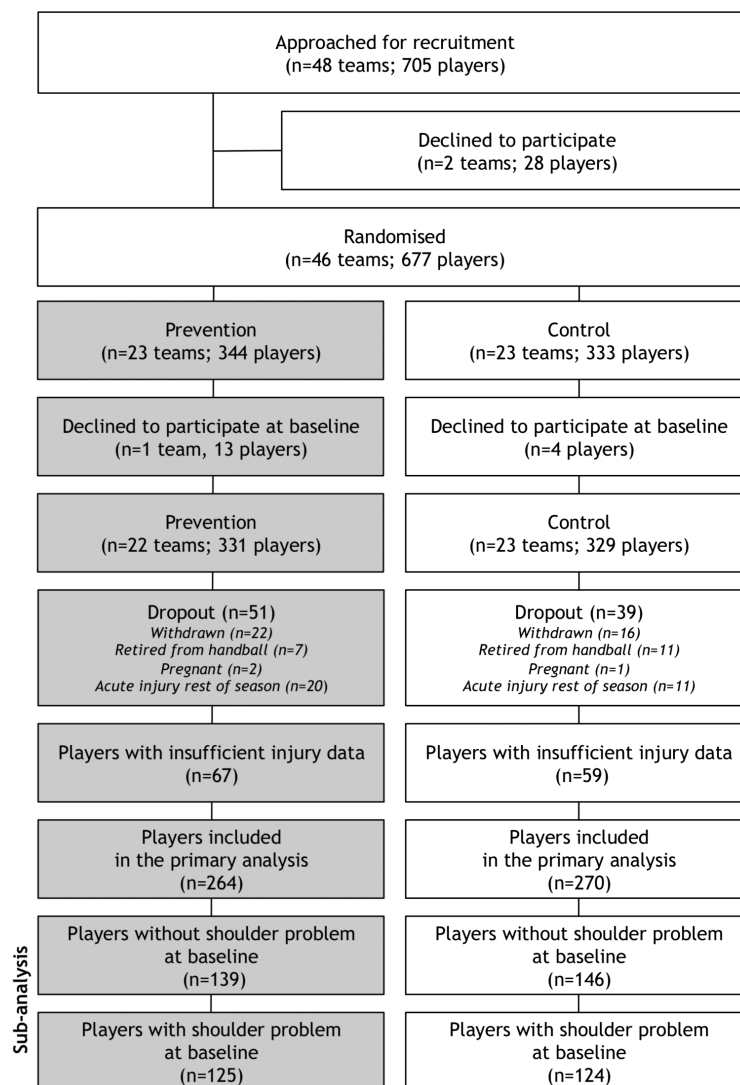 Approached for recruitment
(n=48 teams; 705 players)
Declined to participate
(n=2 teams; 28 players)
Randomised
(n=46 teams; 677 players)
Prevention
(n=23 teams; 344 players)
Control
(n=23 teams; 333 players)
Declined to participate at baseline
(n=1 team, 13 players)
Declined to participate at baseline
(n=4 players)
Prevention
(n=22 teams; 331 players)
Control
(n=23 teams; 329 players)
Dropout (n=51)
Withdrawn (n=22)
Retired from handball (n=7)
Pregnant (n=2)
Acute injury rest of season (n=20)
Dropout (n=39)
Withdrawn (n=16)
Retired from handball (n=11)
Pregnant (n=1)
Acute injury rest of season (n=11)
Players with insufficient injury data
(n=67)
Players with insufficient injury data
(n=59)
Players included
in the primary analysis
(n=264)
Players included
in the primary analysis
(n=270)
Sub-analysis
Players without shoulder problem
at baseline
(n=139)
Players without shoulder problem
at baseline
(n=146)
Players with shoulder problem
at baseline
(n=125)
Players with shoulder problem
at baseline
(n=124)